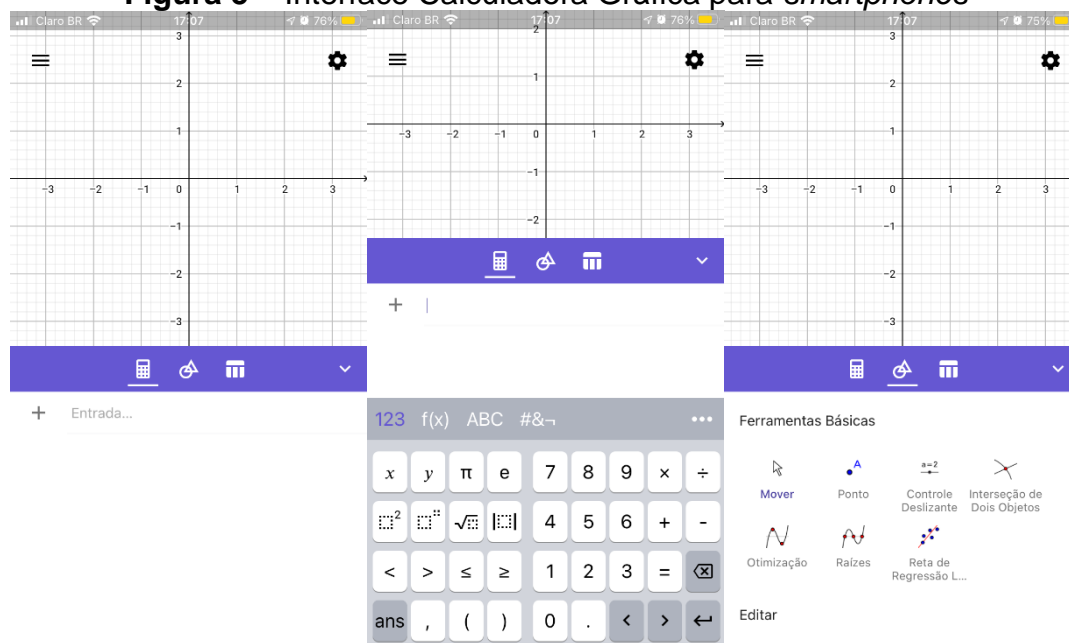 Figura 3 – Interface Calculadora Gráfica para smartphones
Claro BR 17:07 76%
3
2
1
-3 -2 -1 0 1 2 3
-1
-2
-3
Entrada...
Claro BR 17:07 76%
2
1
-3 -2 -1 0 1 2 3
-1
-2
123 f(x) ABC #&¬
x y π e 7 8 9 × ÷
2 √ 4 5 6 + -
< > ≤ ≥ 1 2 3 =
ans , ( ) 0 . < >
Claro BR 17:07 75%
3
2
1
-3 -2 -1 0 1 2 3
-1
-2
-3
Ferramentas Básicas
A a=2
Mover Ponto Controle Deslizante Interseção de Dois Objetos
Otimização Raízes Reta de Regressão L...
Editar